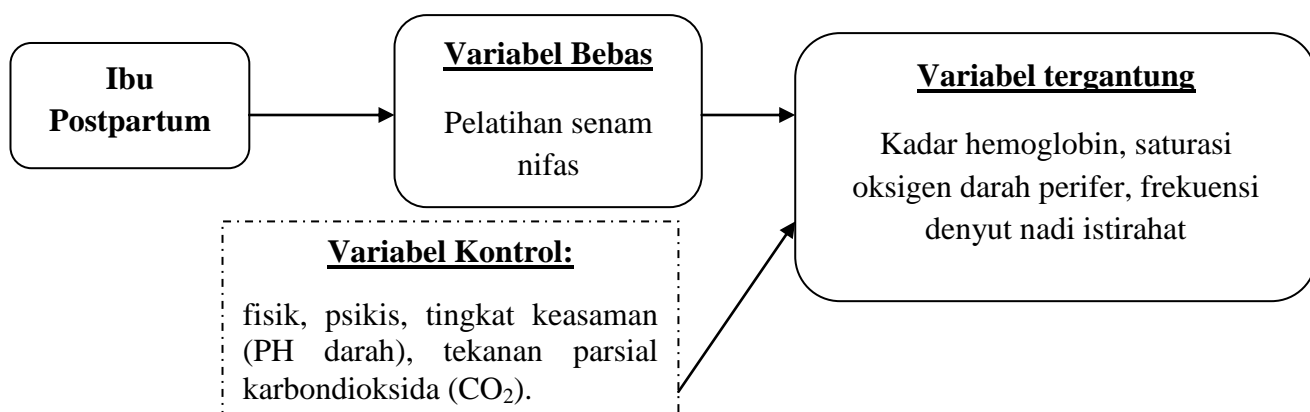 Ibu
Postpartum
Variabel Bebas
Pelatihan senam
nifas
Variabel tergantung
Kadar hemoglobin, saturasi
oksigen darah perifer, frekuensi
denyut nadi istirahat
Variabel Kontrol:
fisik, psikis, tingkat keasaman
(PH darah), tekanan parsial
karbondioksida (CO₂).